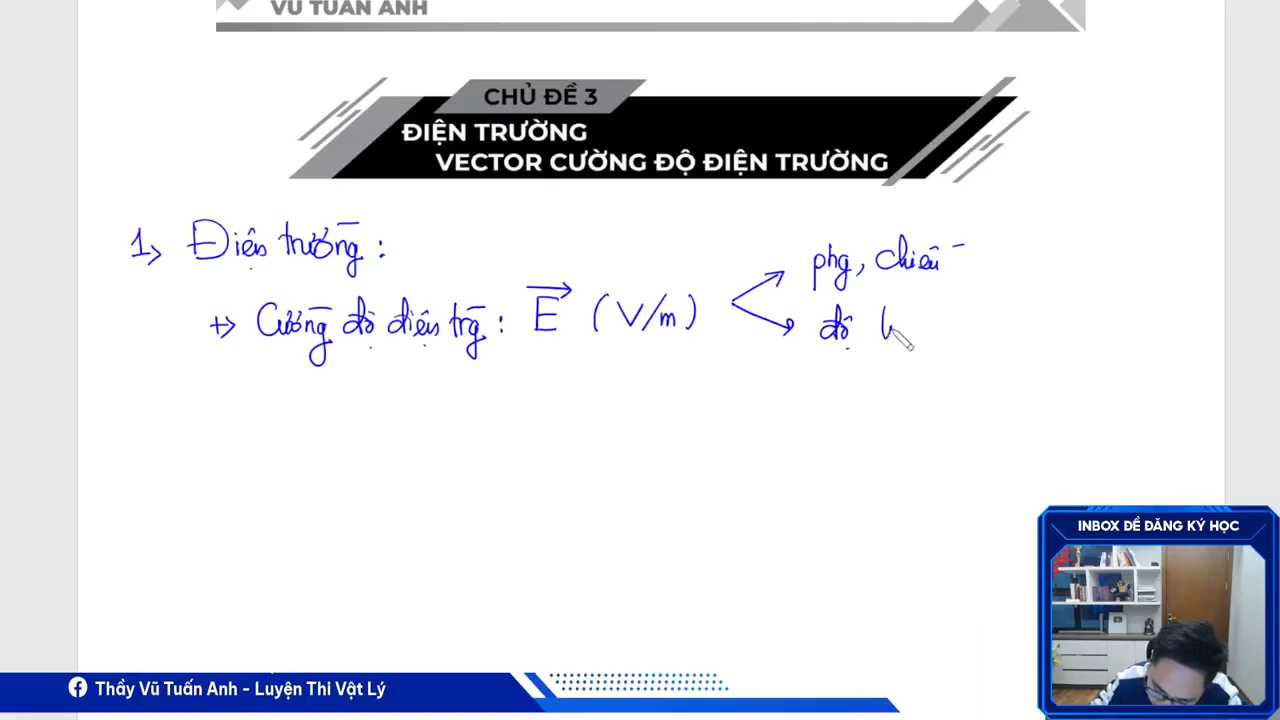 VŨ TUẤN ANH
CHỦ ĐỀ 3
ĐIỆN TRƯỜNG
VECTOR CƯỜNG ĐỘ ĐIỆN TRƯỜNG
1> Điện trường:
+> Cường độ điện trg: E (V/m)
phg, chiều
độ
INBOX ĐỂ ĐĂNG KÝ HỌC
Thầy Vũ Tuấn Anh - Luyện Thi Vật Lý